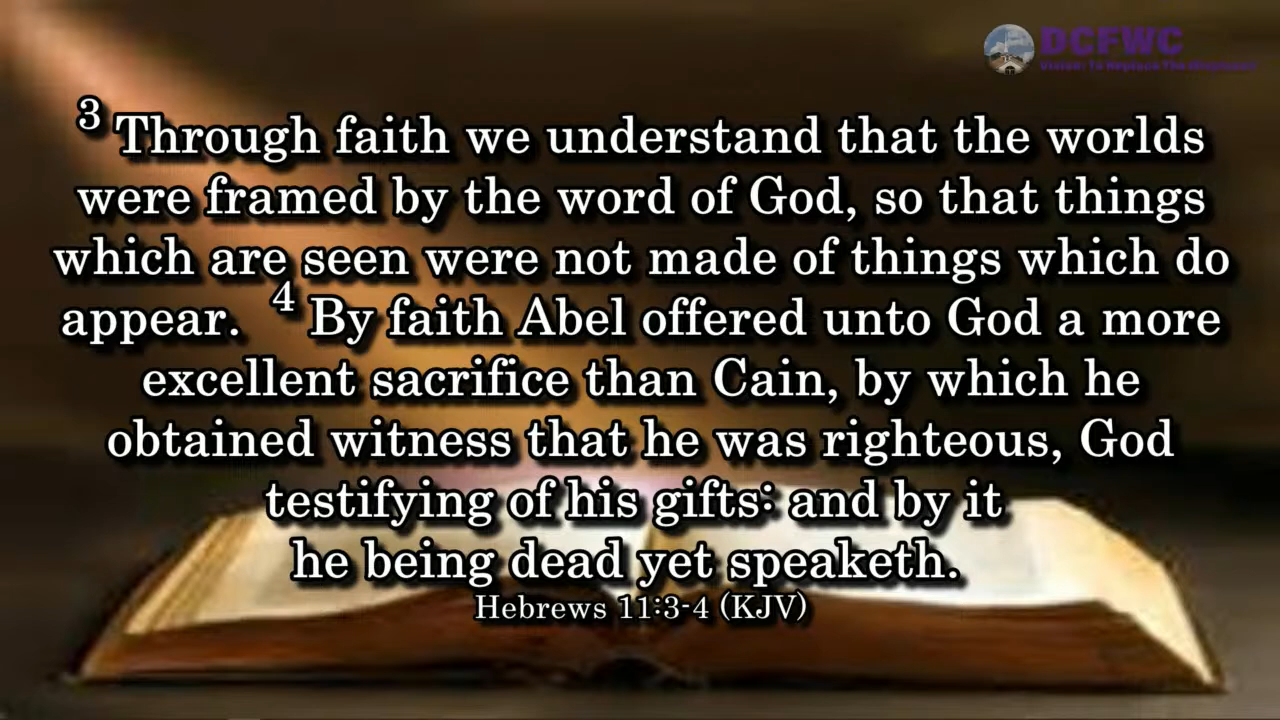 DCFWC
3 Through faith we understand that the worlds
were framed by the word of God, so that things
which are seen were not made of things which do
appear. 4 By faith Abel offered unto God a more
excellent sacrifice than Cain, by which he
obtained witness that he was righteous, God
testifying of his gifts: and by it
he being dead yet speaketh.
Hebrews 11:3-4 (KJV)